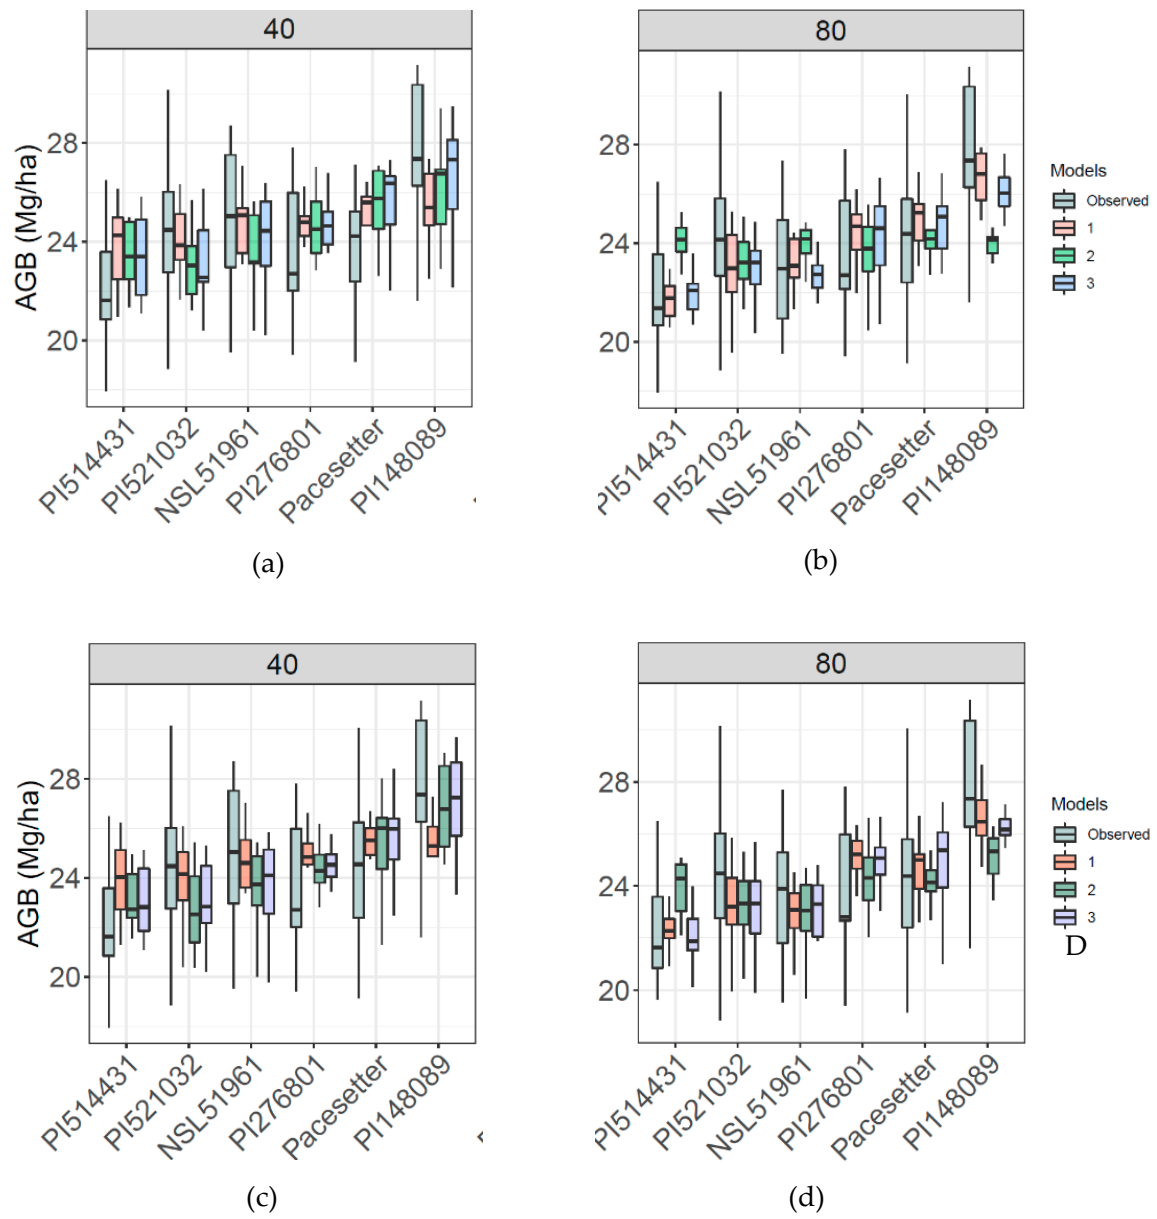 40
AGB (Mg/ha)
28
24
20
PI514431
PI521032
NSL51961
PI276801
Pacesetter
PI148089
(a)
80
28
24
20
PI514431
PI521032
NSL51961
PI276801
Pacesetter
PI148089
(b)
Models
Observed
1
2
3
40
AGB (Mg/ha)
28
24
20
PI514431
PI521032
NSL51961
PI276801
Pacesetter
PI148089
(c)
80
28
24
20
PI514431
PI521032
NSL51961
PI276801
Pacesetter
PI148089
(d)
Models
Observed
1
2
3
D